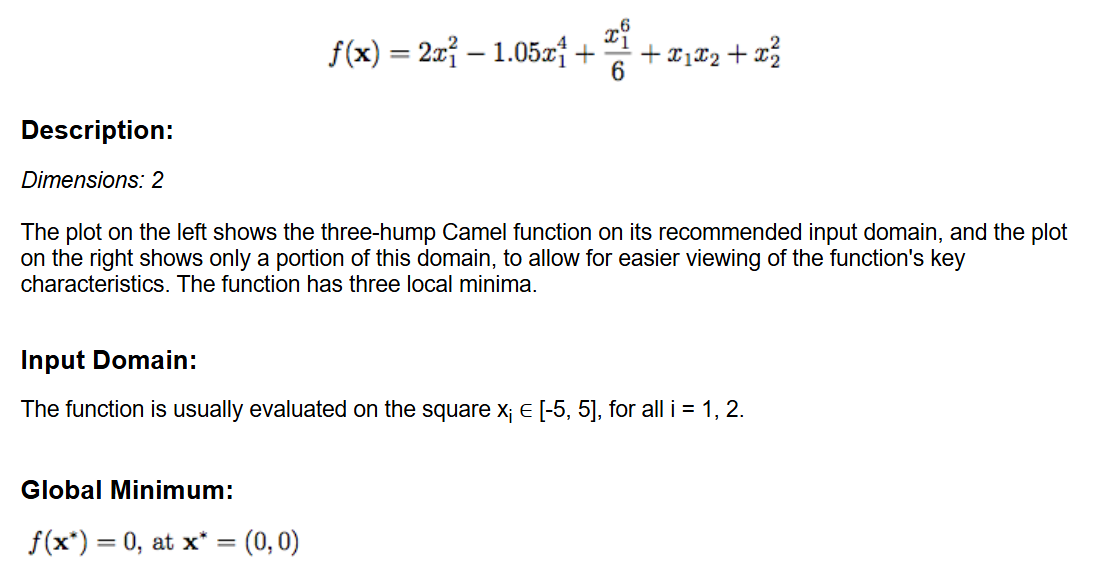 f(x) = 2x₁² − 1.05x₁⁴ + x₁⁶/6 + x₁x₂ + x₂²
Description:
Dimensions: 2
The plot on the left shows the three-hump Camel function on its recommended input domain, and the plot
on the right shows only a portion of this domain, to allow for easier viewing of the function's key
characteristics. The function has three local minima.
Input Domain:
The function is usually evaluated on the square xᵢ ∈ [-5, 5], for all i = 1, 2.
Global Minimum:
f(x*) = 0, at x* = (0, 0)